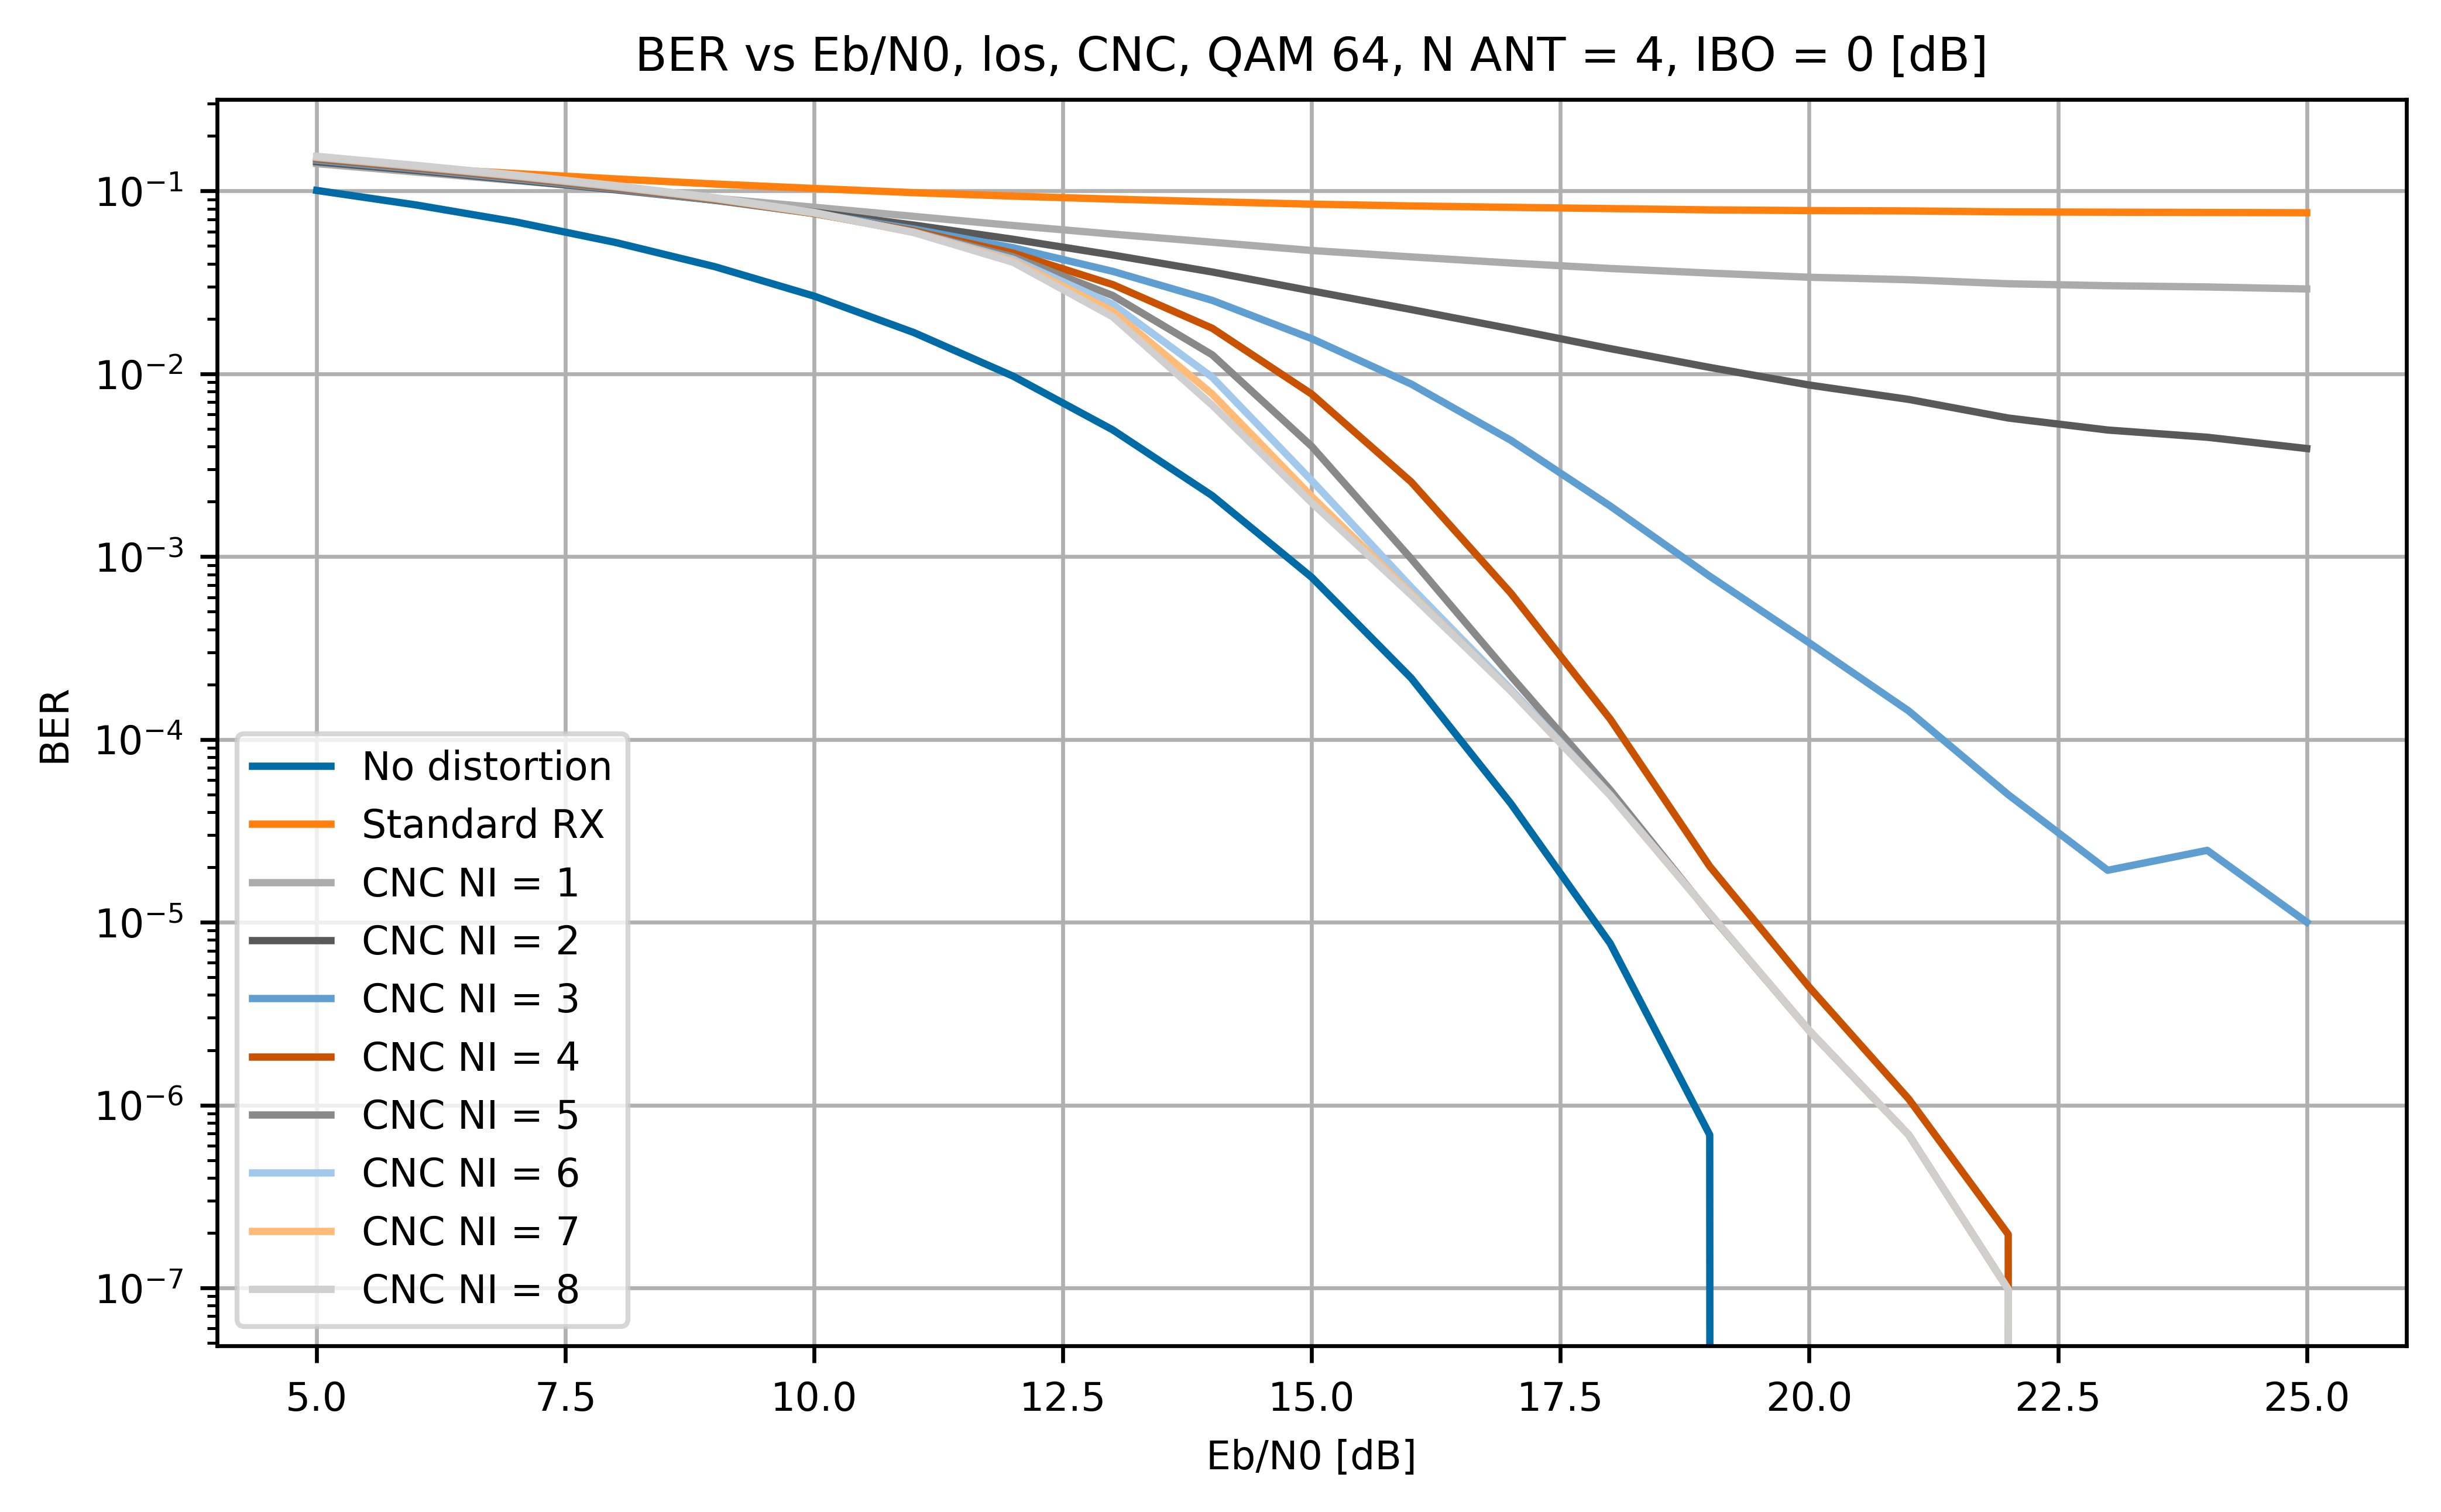 BER vs Eb/N0, los, CNC, QAM 64, N ANT = 4, IBO = 0 [dB]
BER
10⁻¹
10⁻²
10⁻³
10⁻⁴
10⁻⁵
10⁻⁶
10⁻⁷
No distortion
Standard RX
CNC NI = 1
CNC NI = 2
CNC NI = 3
CNC NI = 4
CNC NI = 5
CNC NI = 6
CNC NI = 7
CNC NI = 8
5.0 7.5 10.0 12.5 15.0 17.5 20.0 22.5 25.0
Eb/N0 [dB]